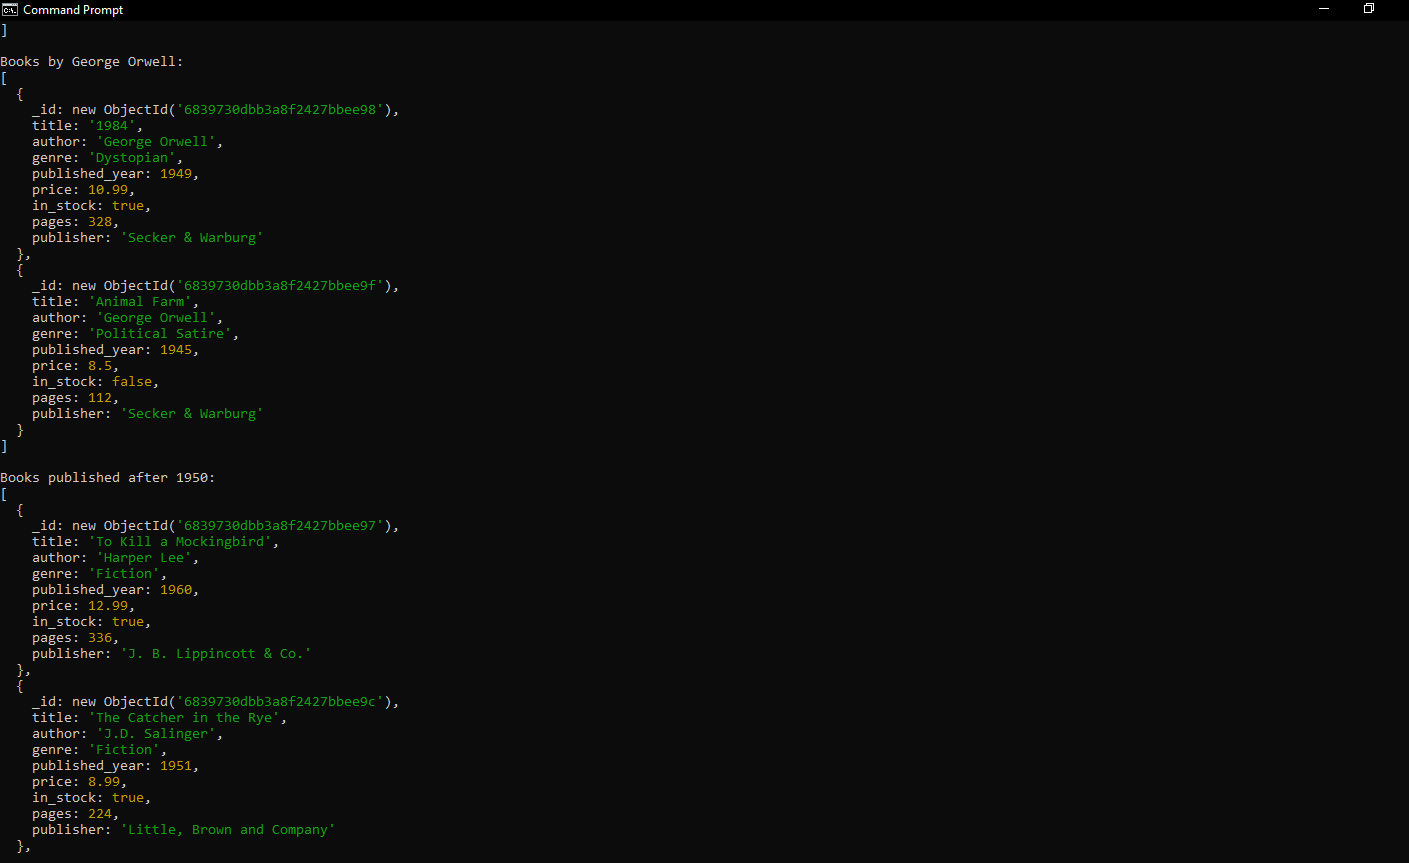 Command Prompt
]
Books by George Orwell:
[
  {
    _id: new ObjectId('6839730dbb3a8f2427bbee98'),
    title: '1984',
    author: 'George Orwell',
    genre: 'Dystopian',
    published_year: 1949,
    price: 10.99,
    in_stock: true,
    pages: 328,
    publisher: 'Secker & Warburg'
  },
  {
    _id: new ObjectId('6839730dbb3a8f2427bbee9f'),
    title: 'Animal Farm',
    author: 'George Orwell',
    genre: 'Political Satire',
    published_year: 1945,
    price: 8.5,
    in_stock: false,
    pages: 112,
    publisher: 'Secker & Warburg'
  }
]
Books published after 1950:
[
  {
    _id: new ObjectId('6839730dbb3a8f2427bbee97'),
    title: 'To Kill a Mockingbird',
    author: 'Harper Lee',
    genre: 'Fiction',
    published_year: 1960,
    price: 12.99,
    in_stock: true,
    pages: 336,
    publisher: 'J. B. Lippincott & Co.'
  },
  {
    _id: new ObjectId('6839730dbb3a8f2427bbee9c'),
    title: 'The Catcher in the Rye',
    author: 'J.D. Salinger',
    genre: 'Fiction',
    published_year: 1951,
    price: 8.99,
    in_stock: true,
    pages: 224,
    publisher: 'Little, Brown and Company'
  },